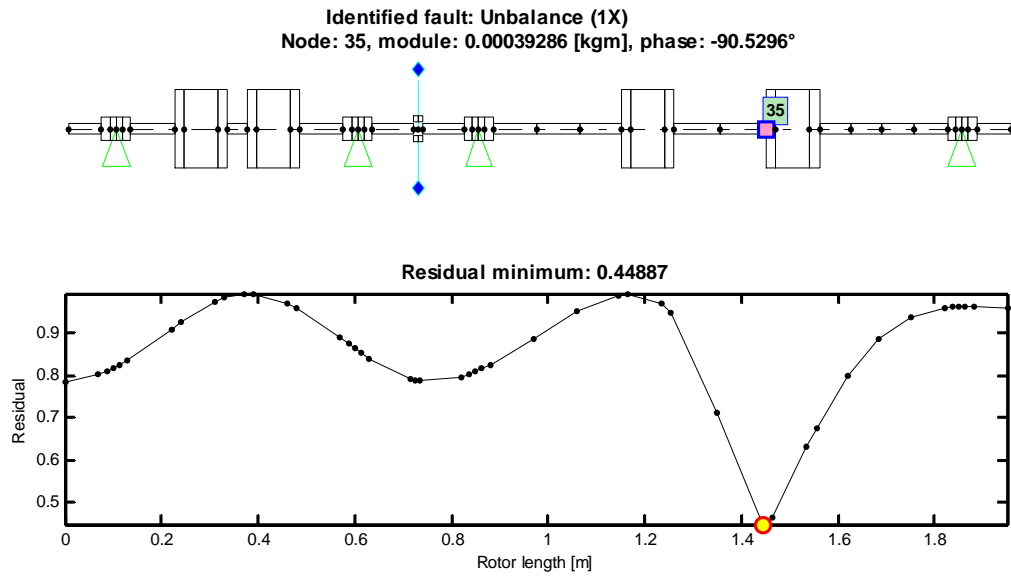 Identified fault: Unbalance (1X)
Node: 35, module: 0.00039286 [kgm], phase: -90.5296°
35
Residual minimum: 0.44887
0.9
0.8
0.7
0.6
0.5
Residual
0 0.2 0.4 0.6 0.8 1 1.2 1.4 1.6 1.8
Rotor length [m]